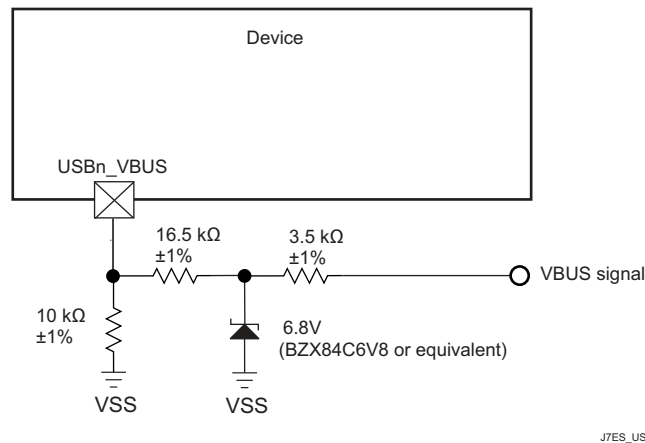 Device
USBn_VBUS
16.5 kΩ
±1%
3.5 kΩ
±1%
VBUS signal
10 kΩ
±1%
6.8V
(BZX84C6V8 or equivalent)
VSS
VSS
J7ES_US